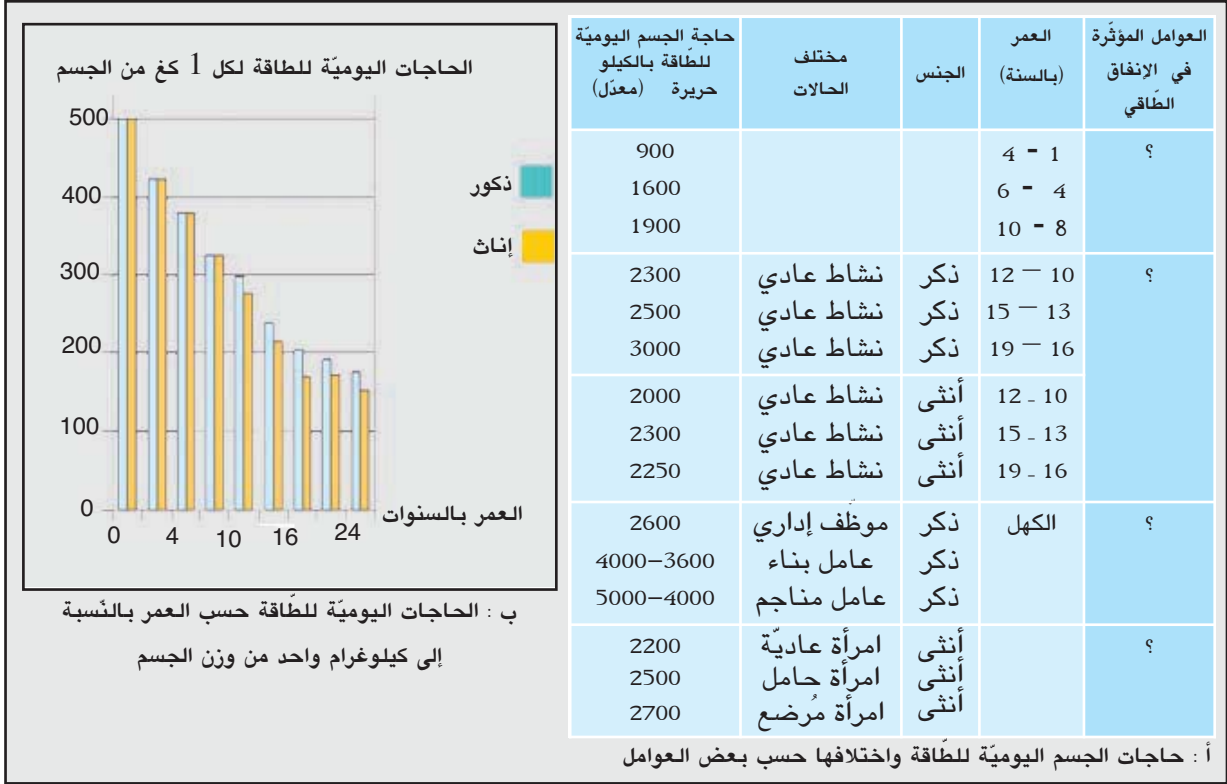 العوامل المؤثّرة في الإنفاق الطّاقي
العمر (بالسنة)
الجنس
مختلف الحالات
حاجة الجسم اليوميّة للطّاقة بالكيلو حريرة (معدّل)
؟
1 - 4
900
4 - 6
1600
8 - 10
1900
؟
10 — 12 ذكر نشاط عادي 2300
13 — 15 ذكر نشاط عادي 2500
16 — 19 ذكر نشاط عادي 3000
10 - 12 أنثى نشاط عادي 2000
13 - 15 أنثى نشاط عادي 2300
16 - 19 أنثى نشاط عادي 2250
؟
الكهل ذكر موظّف إداري 2600
ذكر عامل بناء 3600–4000
ذكر عامل مناجم 4000–5000
؟
أنثى امرأة عاديّة 2200
أنثى امرأة حامل 2500
أنثى امرأة مُرضع 2700
أ : حاجات الجسم اليوميّة للطّاقة واختلافها حسب بعض العوامل
الحاجات اليوميّة للطاقة لكل 1 كغ من الجسم
500
400
300
200
100
0
ذكور
إناث
0 4 10 16 24
العمر بالسنوات
ب : الحاجات اليوميّة للطّاقة حسب العمر بالنّسبة
إلى كيلوغرام واحد من وزن الجسم